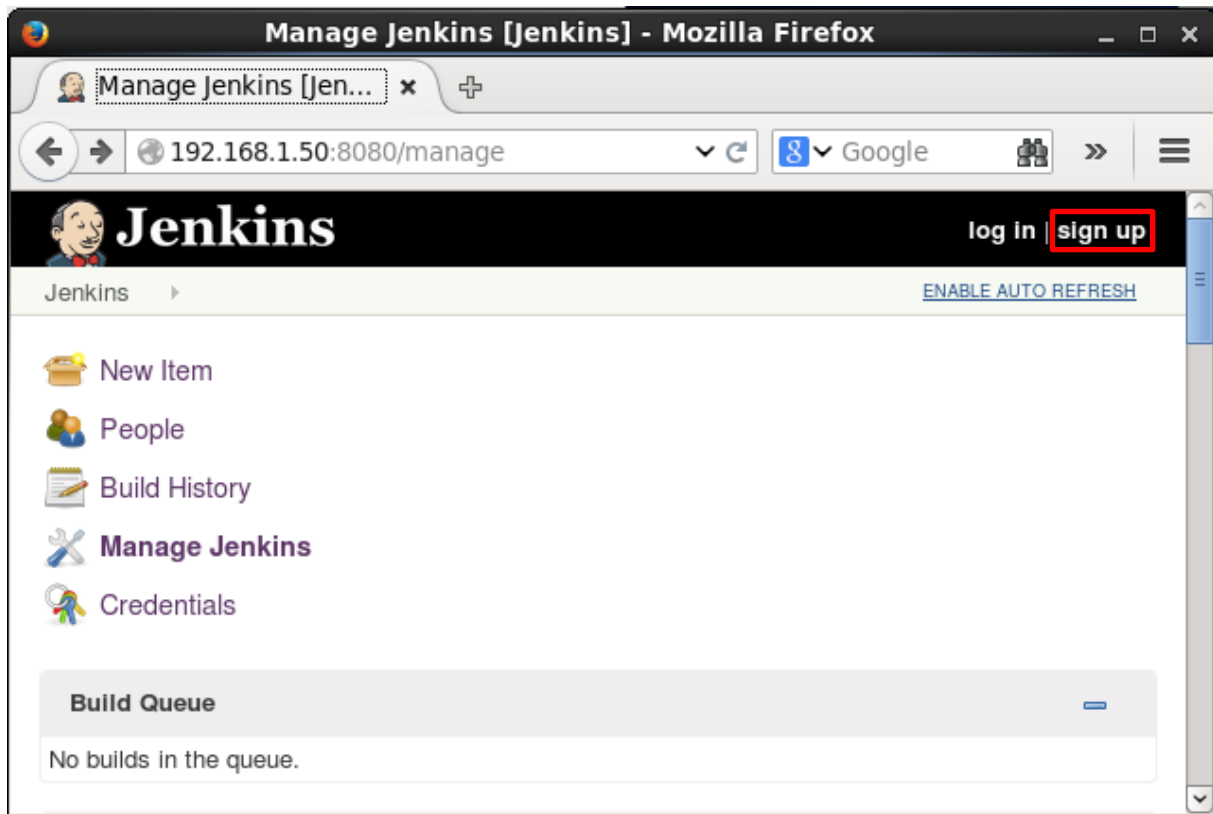 Manage Jenkins [Jenkins] - Mozilla Firefox
Manage Jenkins [Jen...
192.168.1.50:8080/manage
8 Google
Jenkins
log in | sign up
Jenkins
ENABLE AUTO REFRESH
New Item
People
Build History
Manage Jenkins
Credentials
Build Queue
No builds in the queue.